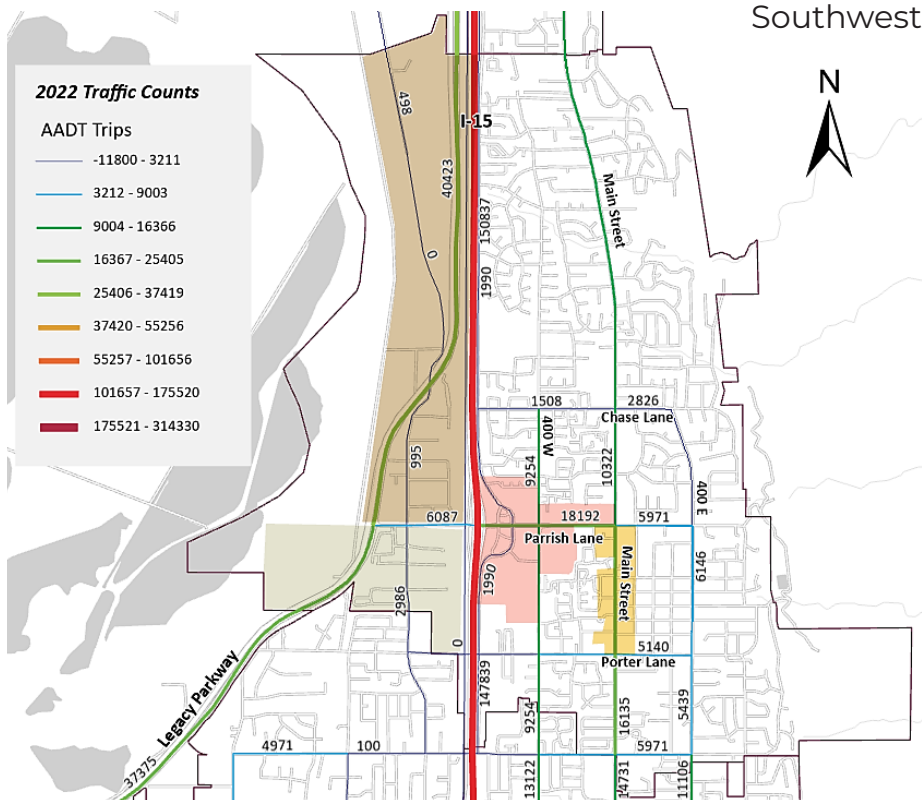 Southwest
N
2022 Traffic Counts
AADT Trips
-11800 - 3211
3212 - 9003
9004 - 16366
16367 - 25405
25406 - 37419
37420 - 55256
55257 - 101656
101657 - 175520
175521 - 314330
498
I-15
40423
Main Street
150837
0
1990
1508
2826
Chase Lane
400 W
995
9254
10322
400 E
6087
18192
5971
Parrish Lane
6146
Main Street
1990
2986
0
5140
Porter Lane
Legacy Parkway
147839
9254
16135
5439
4971
100
5971
37375
13122
14731
11106